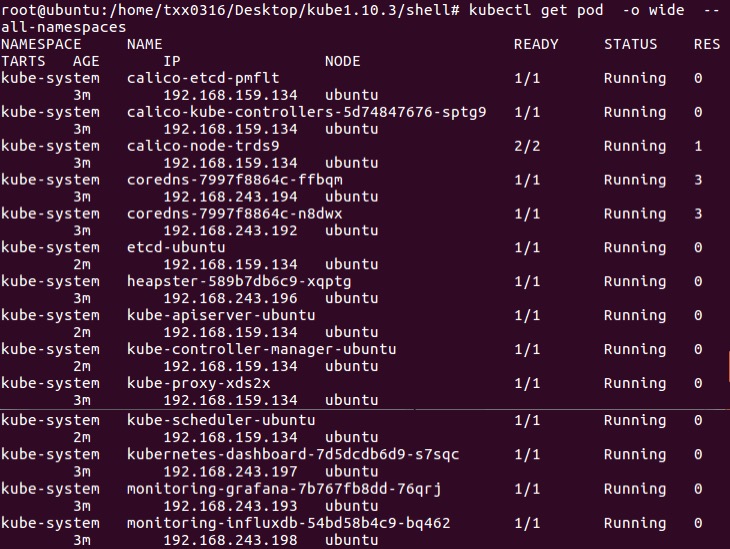 root@ubuntu:/home/txx0316/Desktop/kube1.10.3/shell# kubectl get pod  -o wide  --
all-namespaces
NAMESPACE     NAME                                       READY     STATUS    RES
TARTS   AGE       IP                NODE
kube-system   calico-etcd-pmflt                          1/1       Running   0
        3m        192.168.159.134   ubuntu
kube-system   calico-kube-controllers-5d74847676-sptg9   1/1       Running   0
        3m        192.168.159.134   ubuntu
kube-system   calico-node-trds9                          2/2       Running   1
        3m        192.168.159.134   ubuntu
kube-system   coredns-7997f8864c-ffbqm                   1/1       Running   3
        3m        192.168.243.194   ubuntu
kube-system   coredns-7997f8864c-n8dwx                   1/1       Running   3
        3m        192.168.243.192   ubuntu
kube-system   etcd-ubuntu                                1/1       Running   0
        2m        192.168.159.134   ubuntu
kube-system   heapster-589b7db6c9-xqptg                  1/1       Running   0
        3m        192.168.243.196   ubuntu
kube-system   kube-apiserver-ubuntu                      1/1       Running   0
        2m        192.168.159.134   ubuntu
kube-system   kube-controller-manager-ubuntu             1/1       Running   0
        2m        192.168.159.134   ubuntu
kube-system   kube-proxy-xds2x                           1/1       Running   0
        3m        192.168.159.134   ubuntu
kube-system   kube-scheduler-ubuntu                      1/1       Running   0
        2m        192.168.159.134   ubuntu
kube-system   kubernetes-dashboard-7d5dcdb6d9-s7sqc      1/1       Running   0
        3m        192.168.243.197   ubuntu
kube-system   monitoring-grafana-7b767fb8dd-76qrj        1/1       Running   0
        3m        192.168.243.193   ubuntu
kube-system   monitoring-influxdb-54bd58b4c9-bq462       1/1       Running   0
        3m        192.168.243.198   ubuntu